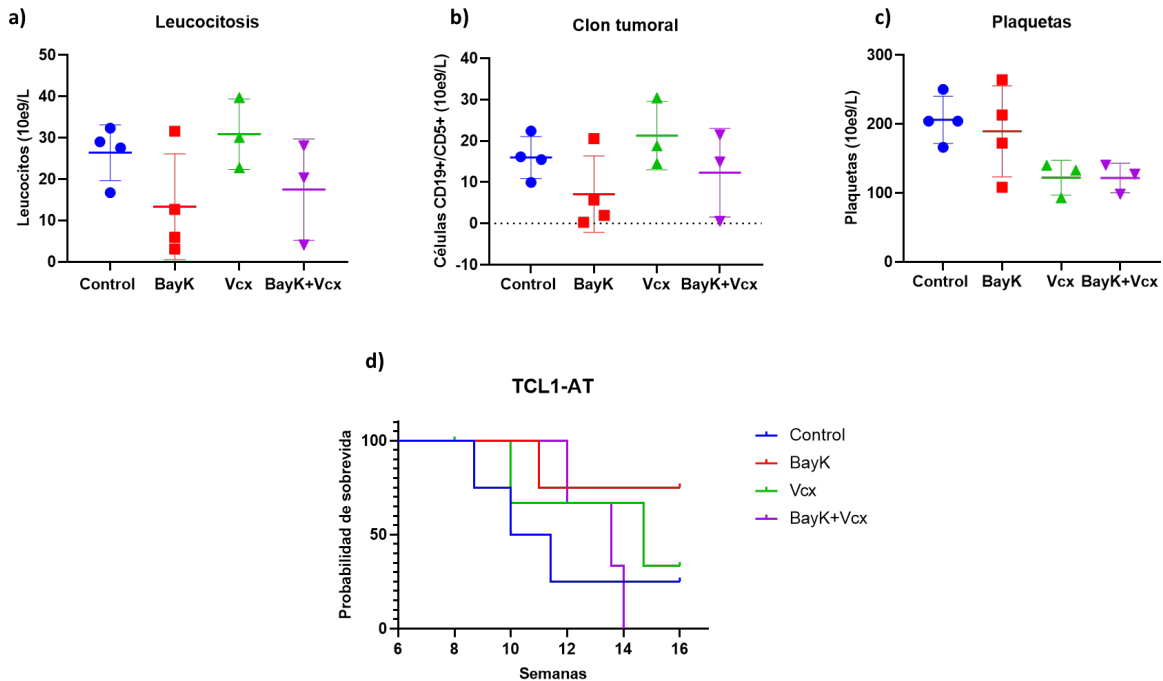 a)
Leucocitosis
Leucocitos (10e9/L
50
40
30
20
10
0
Control BayK Vcx BayK+Vcx
b)
Clon tumoral
Células CD19+/CD5+ (10e9/L)
40
30
20
10
0
-10
Control BayK Vcx BayK+Vcx
c)
Plaquetas
Plaquetas (10e9/L)
300
200
100
0
Control BayK Vcx BayK+Vcx
d)
TCL1-AT
Probabilidad de sobrevida
100
50
0
6 8 10 12 14 16
Semanas
Control
BayK
Vcx
BayK+Vcx